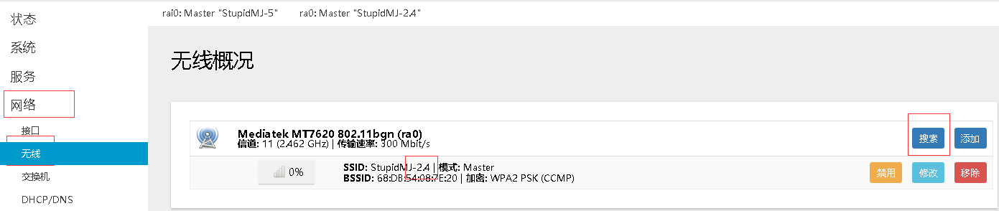 状态
系统
服务
网络
接口
无线
交换机
DHCP/DNS
rai0: Master "StupidMJ-5" ra0: Master "StupidMJ-2.4"
无线概况
Mediatek MT7620 802.11bgn (ra0)
信道: 11 (2.462 GHz) | 传输速率: 300 Mbit/s
搜索 添加
0%
SSID: StupidMJ-2.4 | 模式: Master
BSSID: 68:DB:54:08:7E:20 | 加密: WPA2 PSK (CCMP)
禁用 修改 移除